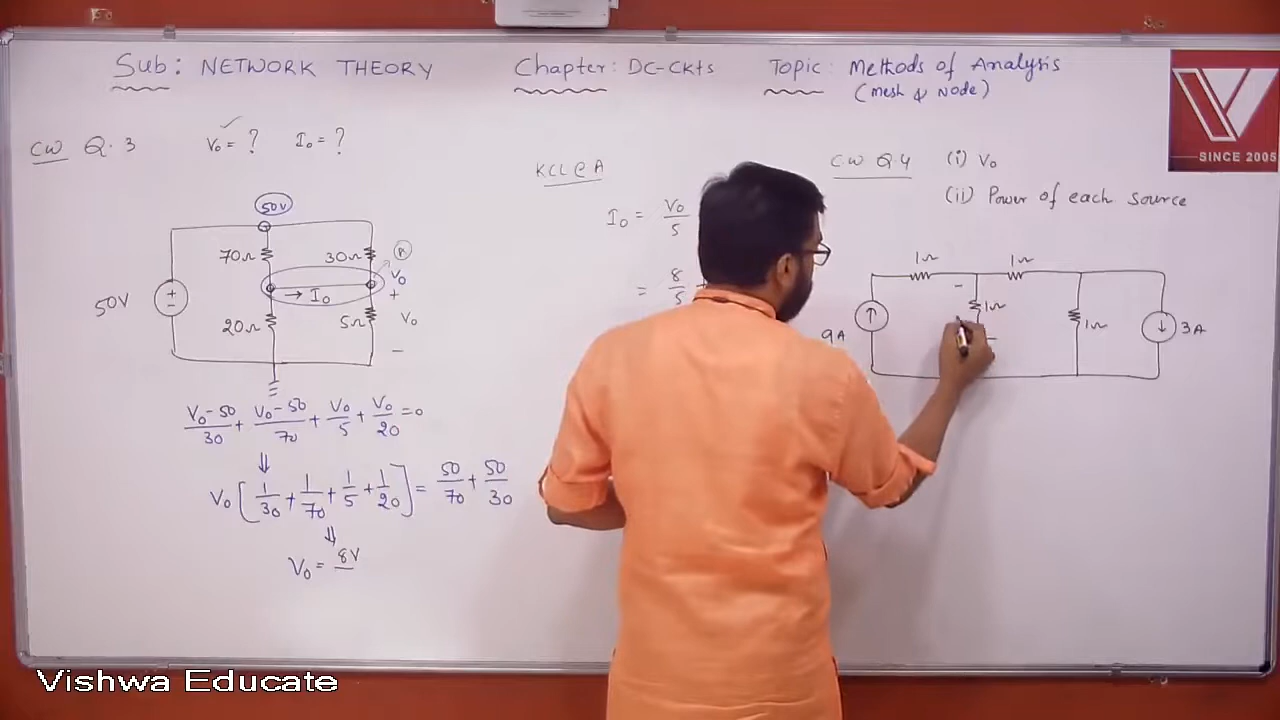 Sub: NETWORK THEORY Chapter: DC-CKts Topic: Methods of Analysis
(Mesh & Node)
SINCE 2005
CW Q.3 V₀ = ? I₀ = ?
50V
70Ω 30Ω
A
V₀
→ I₀
+
50V
+
-
20Ω 5Ω V₀
-
(V₀-50)/30 + (V₀-50)/70 + V₀/5 + V₀/20 = 0
⇓
V₀ [1/30 + 1/70 + 1/5 + 1/20] = 50/70 + 50/30
⇓
V₀ = 8V
KCL @ A
I₀ = V₀/5
= 8/5
CW Q4 (i) V₀
(ii) Power of each source
1Ω 1Ω
-
1Ω
9A ↑
1Ω
↓ 3A
Vishwa Educate